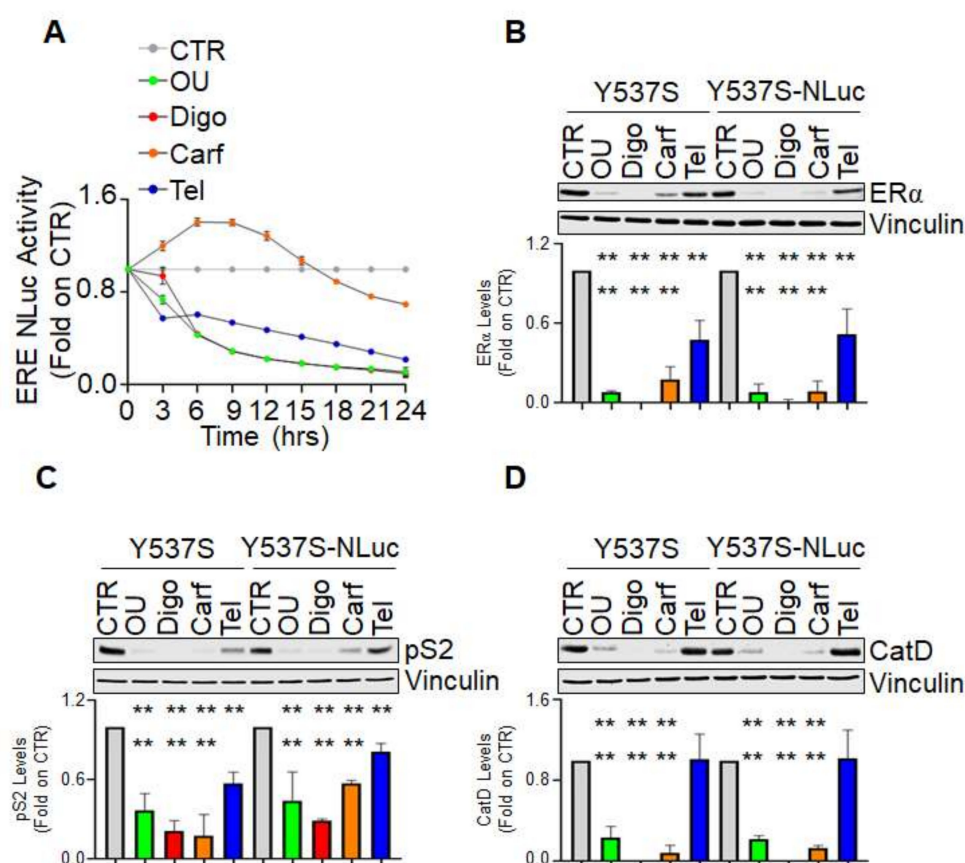 A
CTR
OU
Digo
Carf
Tel
ERE NLuc Activity
(Fold on CTR)
1.6
0.8
0.0
0 3 6 9 12 15 18 21 24
Time (hrs)
B
Y537S Y537S-NLuc
CTR OU Digo Carf Tel CTR OU Digo Carf Tel
ERα
Vinculin
ERα Levels
(Fold on CTR)
1.2
0.6
0.0
** ** ** ** ** ** ** **
** ** ** ** ** **
C
Y537S Y537S-NLuc
CTR OU Digo Carf Tel CTR OU Digo Carf Tel
pS2
Vinculin
pS2 Levels
(Fold on CTR)
1.2
0.6
0.0
** ** ** ** ** ** ** **
** ** ** ** ** **
D
Y537S Y537S-NLuc
CTR OU Digo Carf Tel CTR OU Digo Carf Tel
CatD
Vinculin
CatD Levels
(Fold on CTR)
1.6
0.8
0.0
** ** ** ** ** **
** ** ** ** ** **